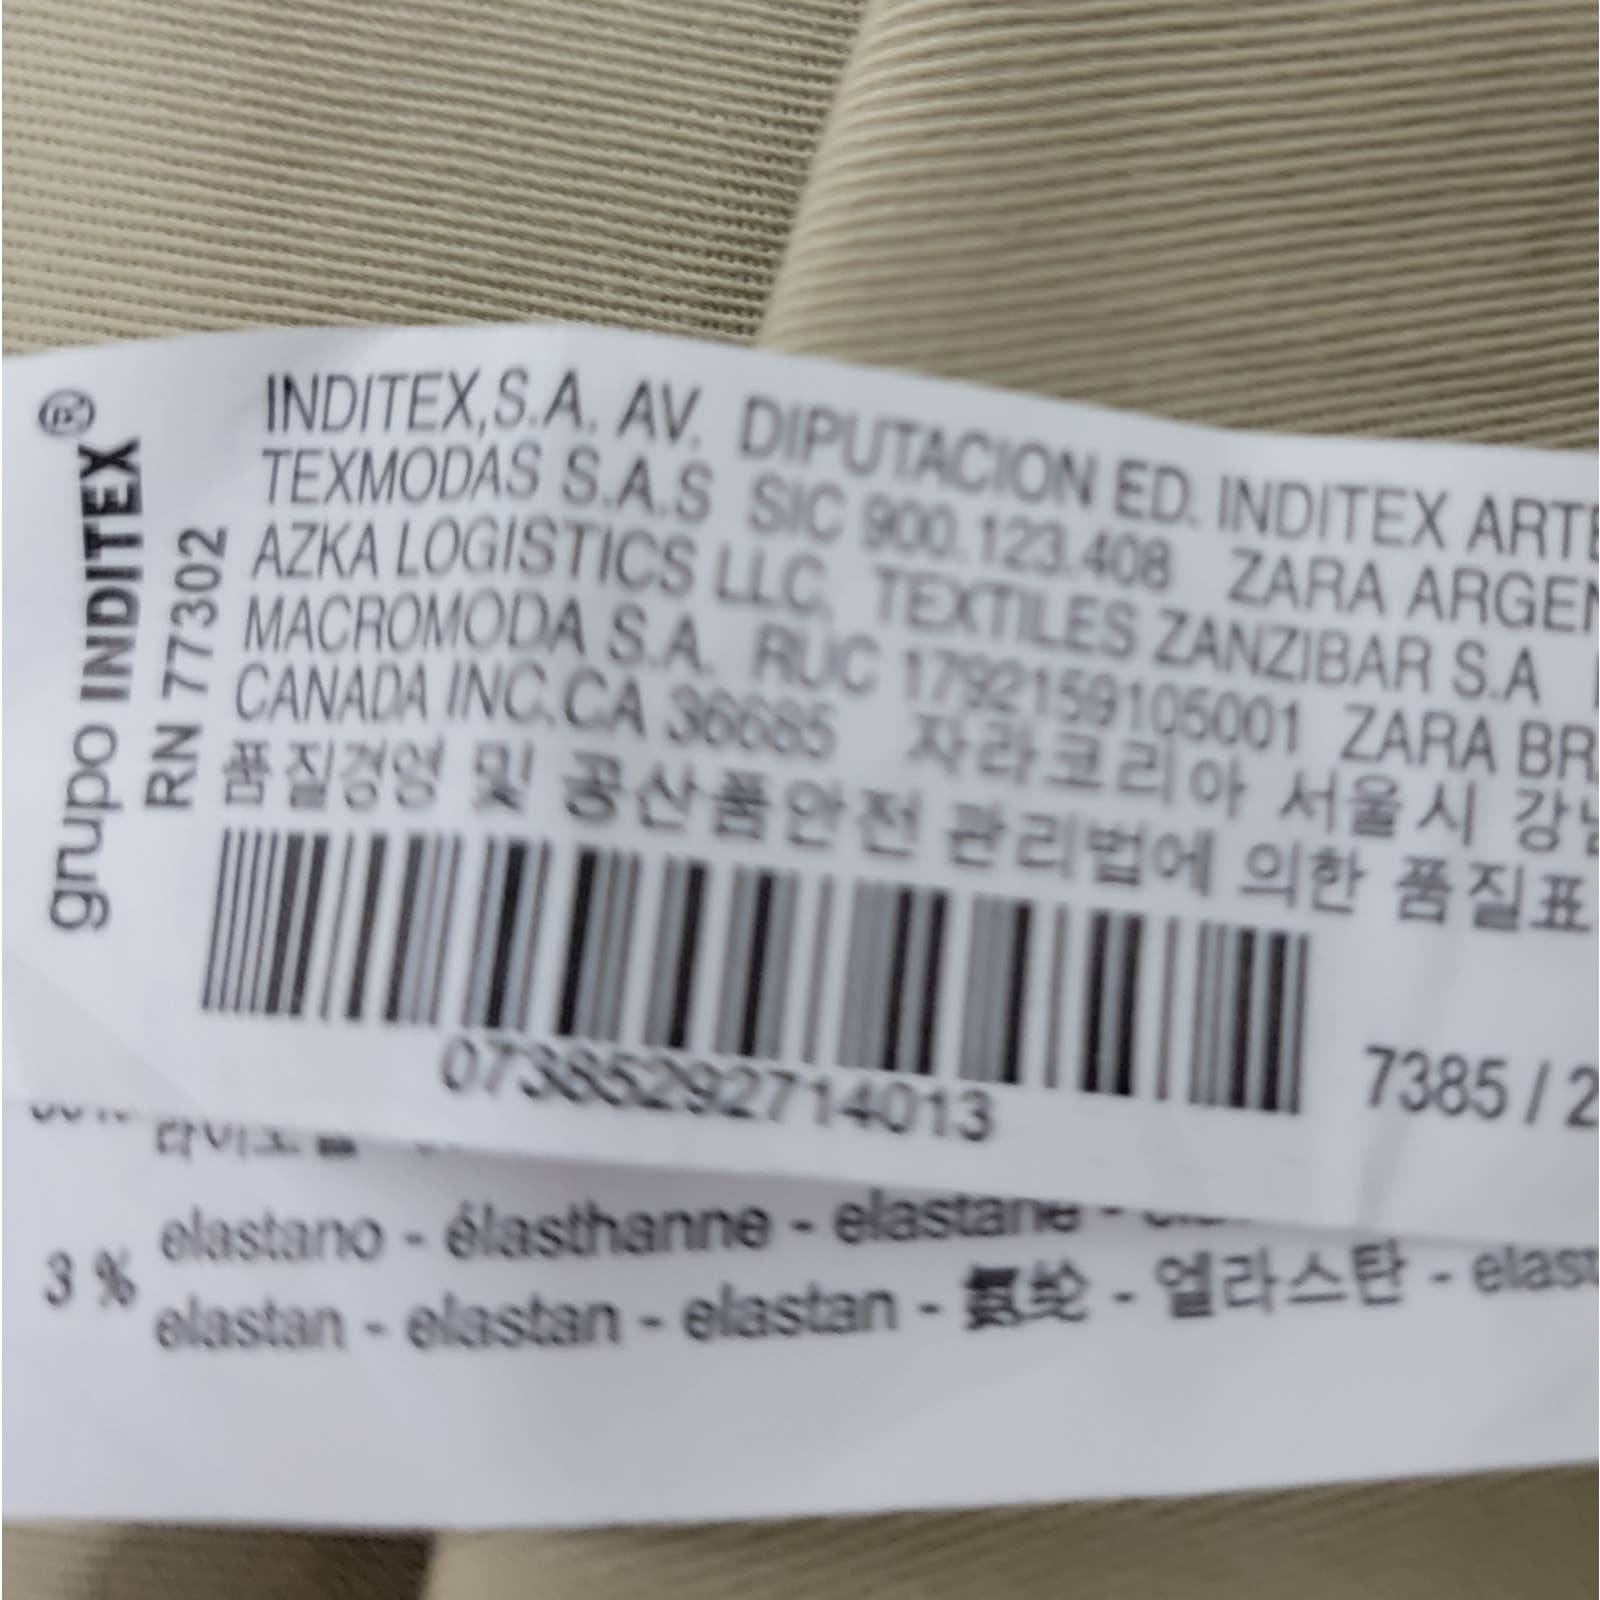 grupo INDITEX®
RN 77302
INDITEX,S.A. AV. DIPUTACION ED. INDITEX ARTE
TEXMODAS S.A.S SIC 900.123.408 ZARA ARGEN
AZKA LOGISTICS LLC, TEXTILES ZANZIBAR S.A
MACROMODA S.A. RUC 1792159105001 ZARA BR
CANADA INC.CA 36685 자라코리아 서울시 강남
품질경영 및 공산품안전 관리법에 의한 품질표
07385292714013
7385 / 2
elastano - élasthanne - elastane -
3 %
elastan - elastan - elastan - 氨纶 - 엘라스탄 - elast